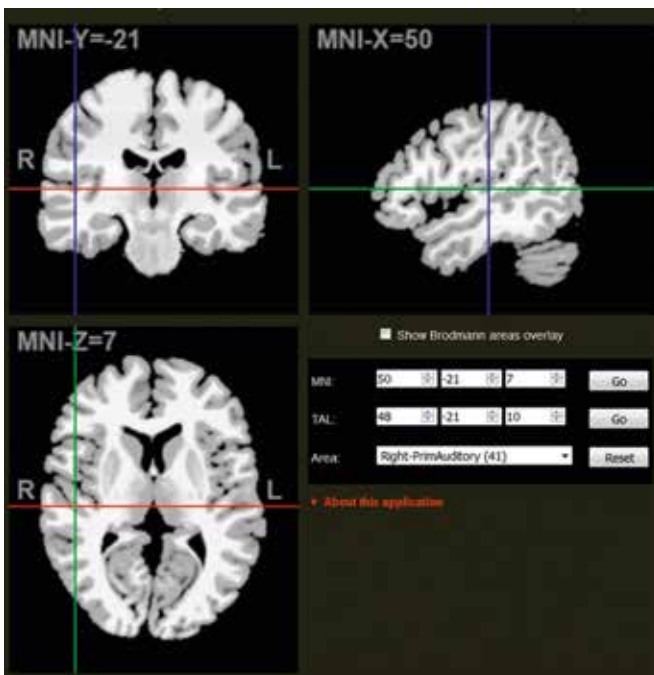 MNI-Y=-21
MNI-X=50
R
L
MNI-Z=7
R
L
Show Brodmann areas overlay
MNI: 50 -21 7 Go
TAL: 48 -21 10 Go
Area: Right-PrimAuditory (41) Reset
About this application